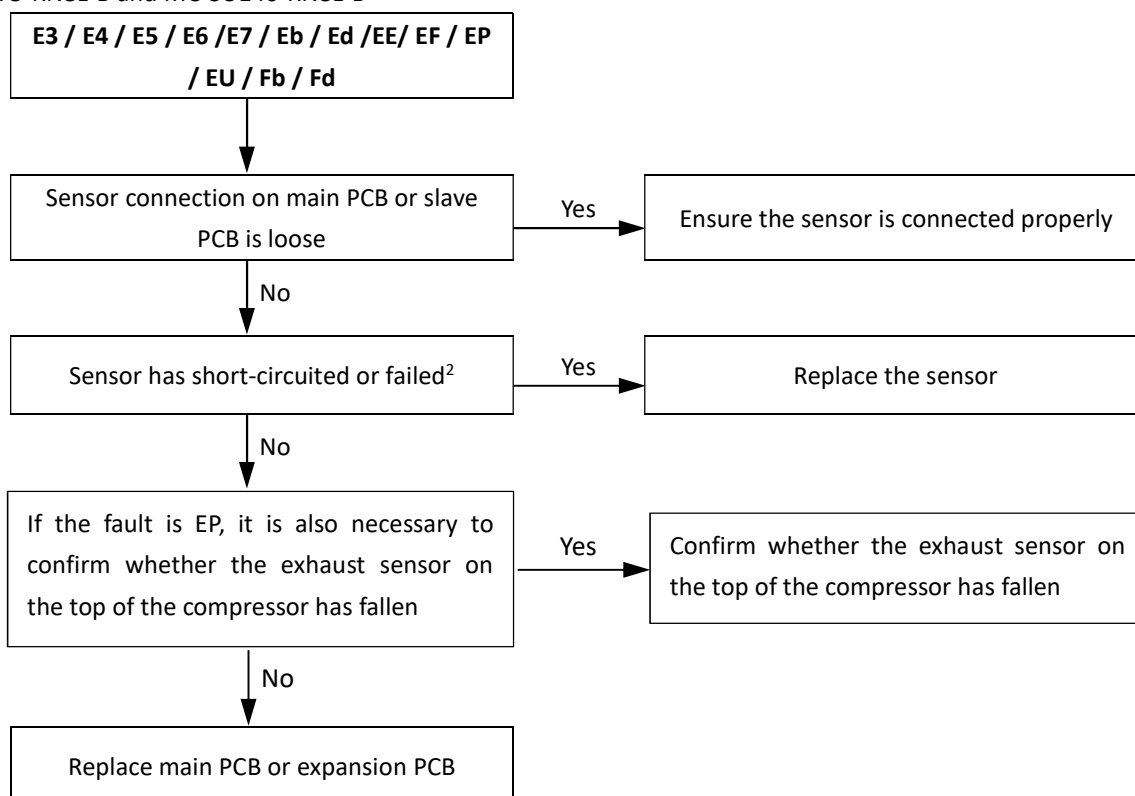 E3 / E4 / E5 / E6 /E7 / Eb / Ed /EE/ EF / EP
/ EU / Fb / Fd
Sensor connection on main PCB or slave
PCB is loose
Yes
Ensure the sensor is connected properly
No
Sensor has short-circuited or failed²
Yes
Replace the sensor
No
If the fault is EP, it is also necessary to
confirm whether the exhaust sensor on
the top of the compressor has fallen
Yes
Confirm whether the exhaust sensor on
the top of the compressor has fallen
No
Replace main PCB or expansion PCB